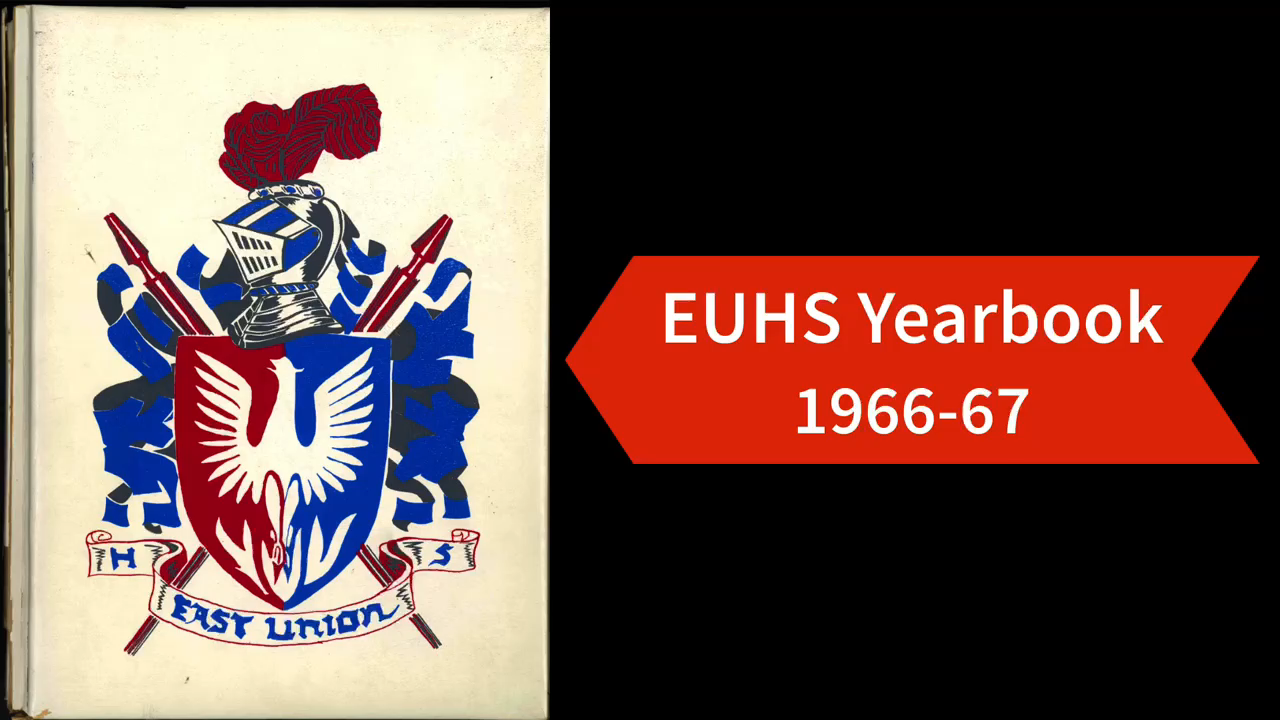 H S
EAST UNION
EUHS Yearbook
1966-67